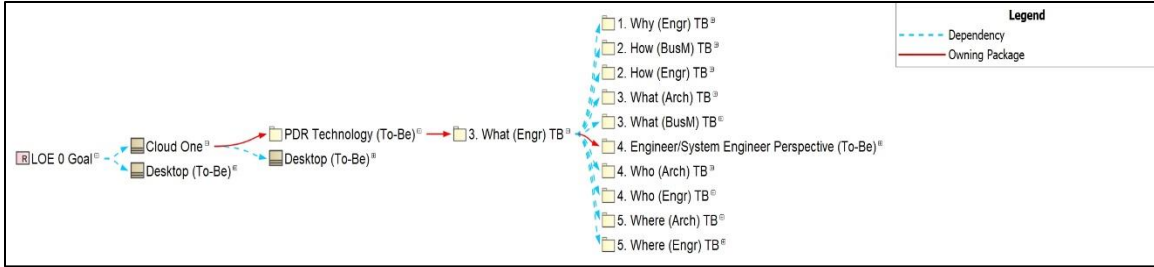 Legend
Dependency
Owning Package
1. Why (Engr) TB
2. How (BusM) TB
2. How (Engr) TB
3. What (Arch) TB
3. What (BusM) TB
4. Engineer/System Engineer Perspective (To-Be)
4. Who (Arch) TB
4. Who (Engr) TB
5. Where (Arch) TB
5. Where (Engr) TB
R LOE 0 Goal
Cloud One
Desktop (To-Be)
PDR Technology (To-Be)
Desktop (To-Be)
3. What (Engr) TB